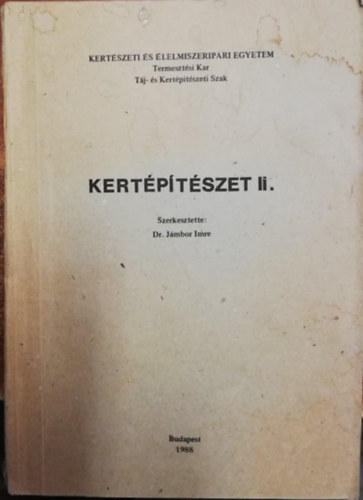 KERTÉSZETI ÉS ÉLELMISZERIPARI EGYETEM
Termesztési Kar
Táj- és Kertépítészeti Szak
KERTÉPÍTÉSZET Ii.
Szerkesztette:
Dr. Jámbor Imre
Budapest
1988